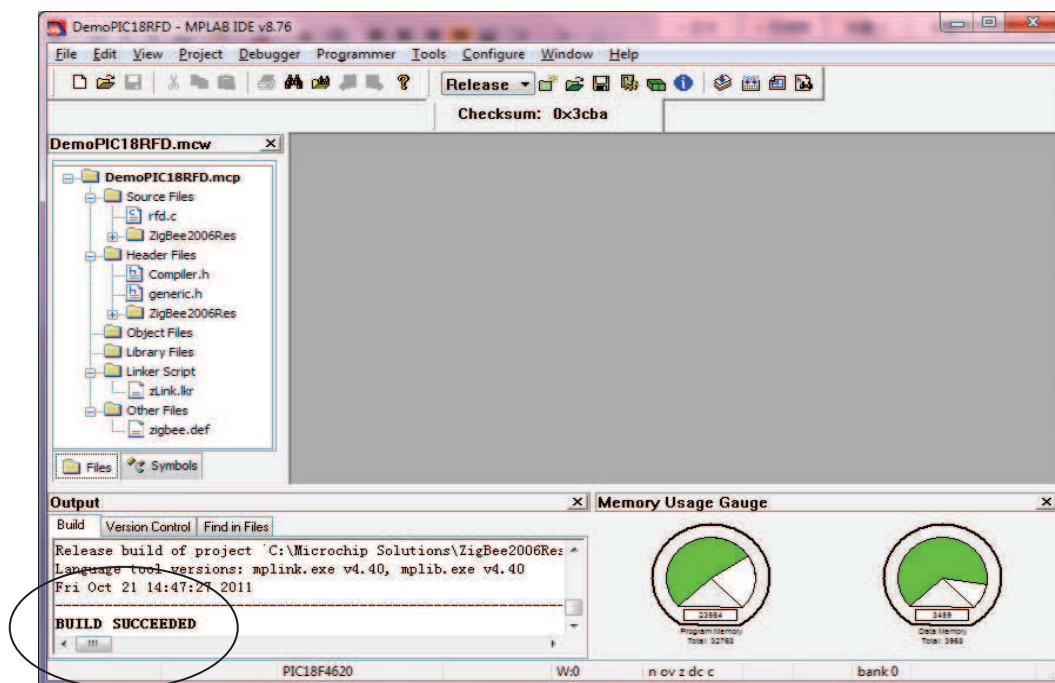 DemoPIC18RFD - MPLAB IDE v8.76
File Edit View Project Debugger Programmer Tools Configure Window Help
Release
Checksum: 0x3cba
DemoPIC18RFD.mcw
DemoPIC18RFD.mcp
Source Files
rfd.c
ZigBee2006Res
Header Files
Compiler.h
generic.h
ZigBee2006Res
Object Files
Library Files
Linker Script
zLink.lkr
Other Files
zigbee.def
Files Symbols
Output
Build Version Control Find in Files
Release build of project `C:\Microchip Solutions\ZigBee2006Res
Language tool versions: mplink.exe v4.40, mplib.exe v4.40
Fri Oct 21 14:47:27 2011
BUILD SUCCEEDED
Memory Usage Gauge
Program Memory
Total: 32768
3489
Data Memory
Total: 3968
PIC18F4620 W:0 n ov z dc c bank 0